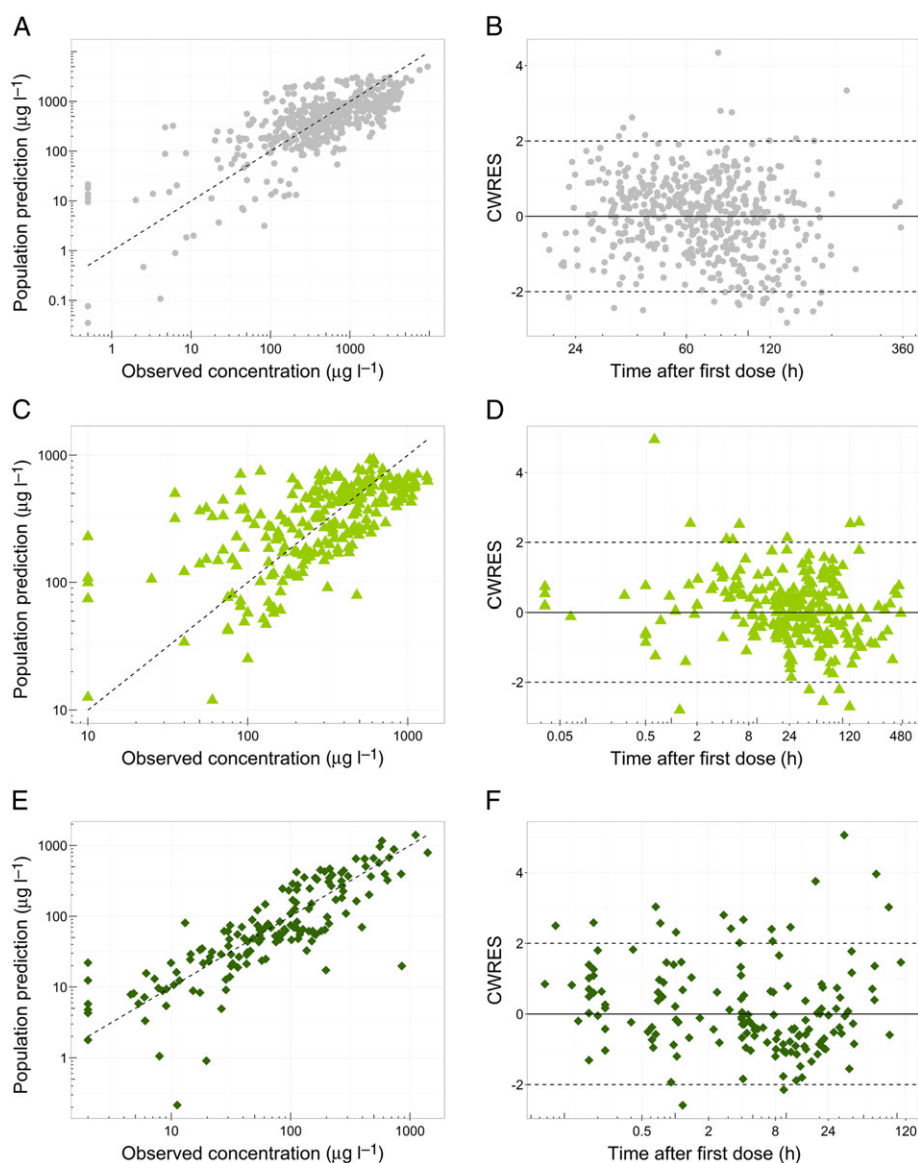 A
B
Population prediction (μg l–1)
1000
100
10
1
0.1
1
10
100
1000
Observed concentration (μg l–1)
CWRES
4
2
0
-2
24
60
120
360
Time after first dose (h)
C
D
Population prediction (μg l–1)
1000
100
10
10
100
1000
Observed concentration (μg l–1)
CWRES
4
2
0
-2
0.05
0.5
2
8
24
120
480
Time after first dose (h)
E
F
Population prediction (μg l–1)
1000
100
10
1
10
100
1000
Observed concentration (μg l–1)
CWRES
4
2
0
-2
0.5
2
8
24
120
Time after first dose (h)